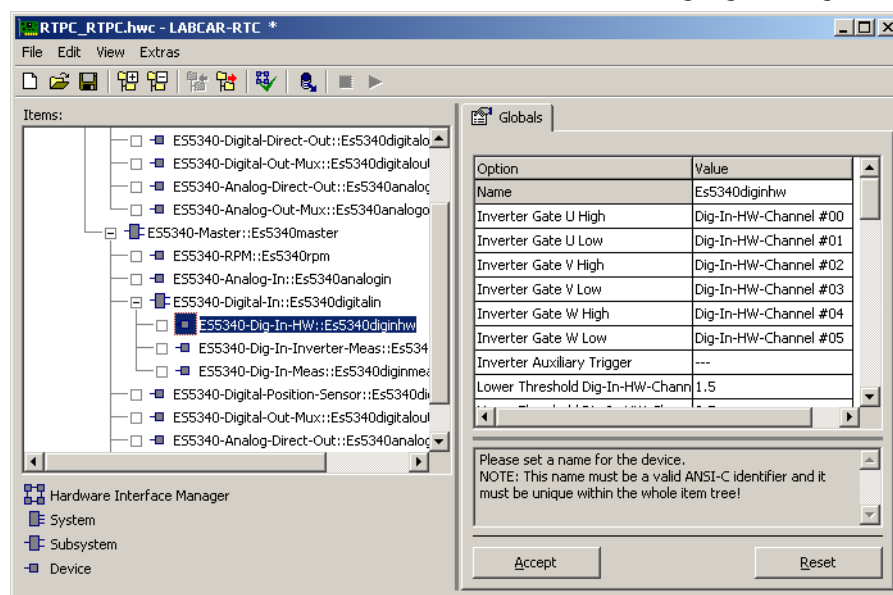 RTPC_RTPC.hwc - LABCAR-RTC *
File Edit View Extras
Items:
ES5340-Digital-Direct-Out::Es5340digitalo
ES5340-Digital-Out-Mux::Es5340digitalou
ES5340-Analog-Direct-Out::Es5340analog
ES5340-Analog-Out-Mux::Es5340analogo
ES5340-Master::Es5340master
ES5340-RPM::Es5340rpm
ES5340-Analog-In::Es5340analogin
ES5340-Digital-In::Es5340digitalin
ES5340-Dig-In-HW::Es5340diginhw
ES5340-Dig-In-Inverter-Meas::Es534
ES5340-Dig-In-Meas::Es5340diginmea
ES5340-Digital-Position-Sensor::Es5340di
ES5340-Digital-Out-Mux::Es5340digitalou
ES5340-Analog-Direct-Out::Es5340analog
Hardware Interface Manager
System
Subsystem
Device
Globals
Option Value
Name Es5340diginhw
Inverter Gate U High Dig-In-HW-Channel #00
Inverter Gate U Low Dig-In-HW-Channel #01
Inverter Gate V High Dig-In-HW-Channel #02
Inverter Gate V Low Dig-In-HW-Channel #03
Inverter Gate W High Dig-In-HW-Channel #04
Inverter Gate W Low Dig-In-HW-Channel #05
Inverter Auxiliary Trigger ---
Lower Threshold Dig-In-HW-Chann 1.5
Please set a name for the device.
NOTE: This name must be a valid ANSI-C identifier and it
must be unique within the whole item tree!
Accept Reset